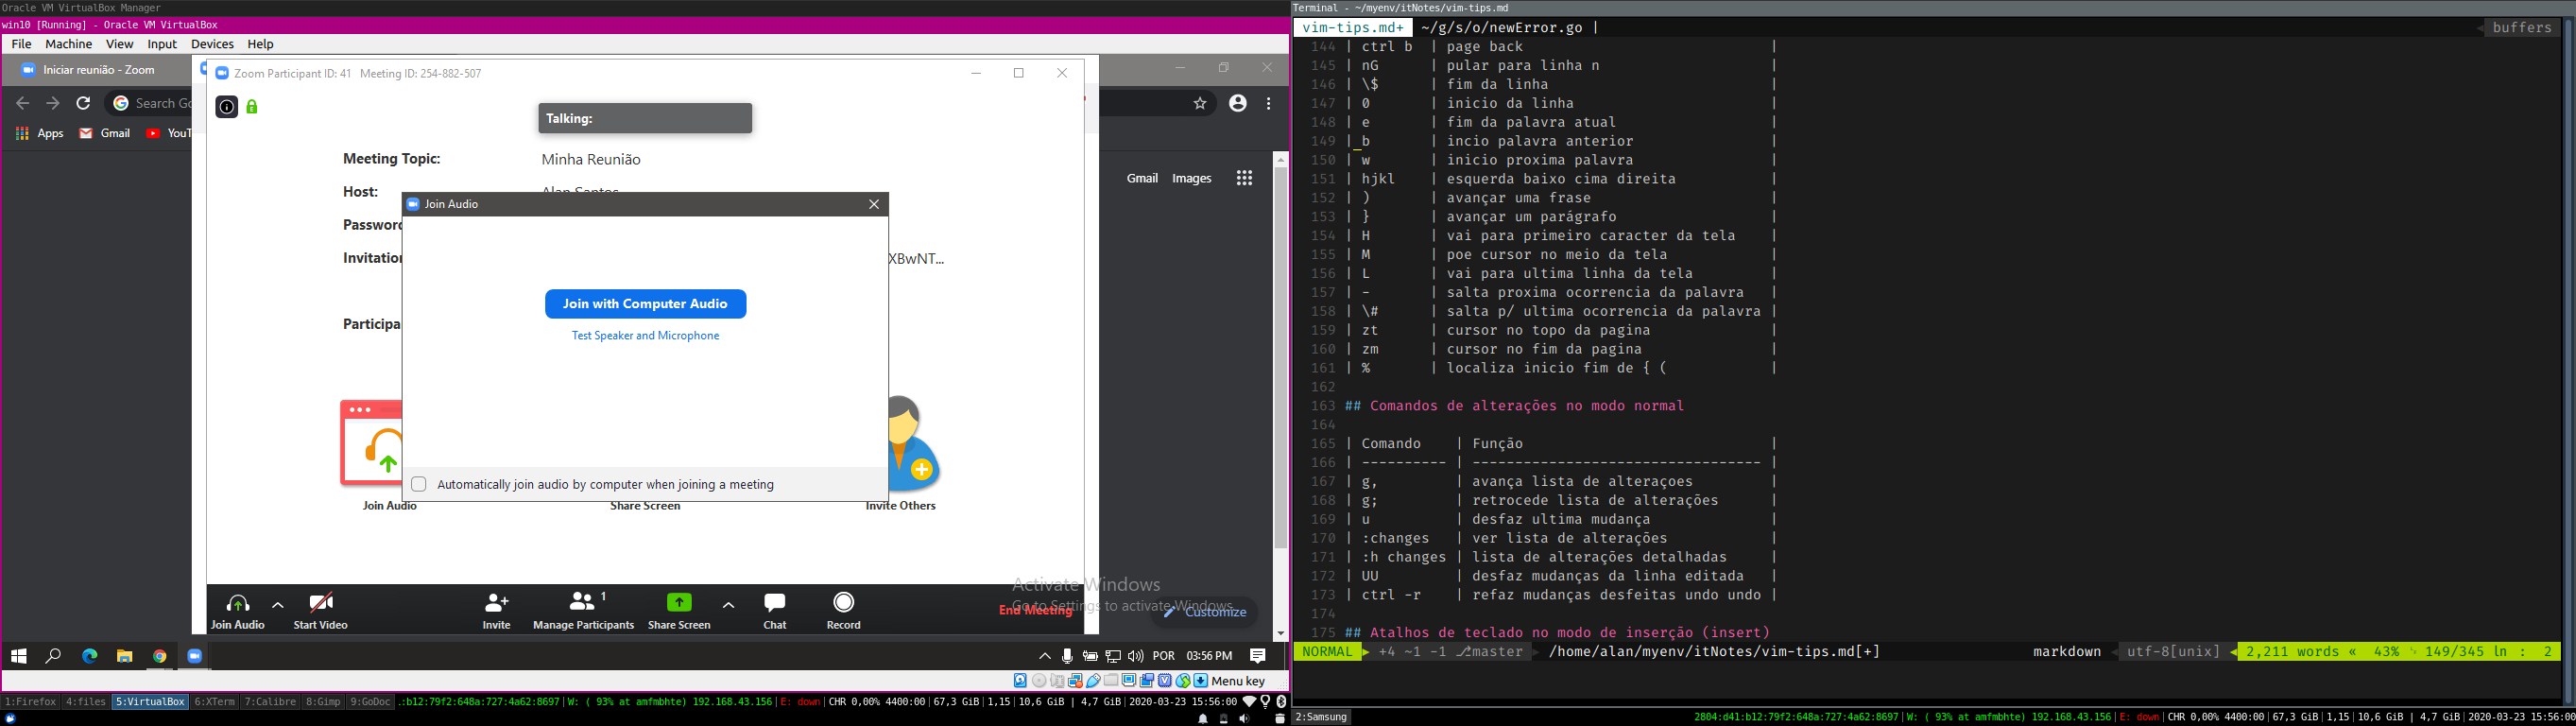 Oracle VM VirtualBox Manager
win10 [Running] - Oracle VM VirtualBox
File Machine View Input Devices Help
Iniciar reunião - Zoom
Zoom Participant ID: 41 Meeting ID: 254-882-507
Search Go
Apps Gmail YouT
Talking:
Meeting Topic: Minha Reunião
Host: Alan Santos
Password
Invitation
XBwNT...
Participa
Gmail Images
Join Audio
Join with Computer Audio
Test Speaker and Microphone
Automatically join audio by computer when joining a meeting
Join Audio Share Screen Invite Others
Activate Windows
Go to Settings to activate Windows.
Customize
Join Audio Start Video Invite Manage Participants 1 Share Screen Chat Record End Meeting
POR 03:56 PM
Menu key
1:Firefox 4:files 5:VirtualBox 6:XTerm 7:Calibre 8:Gimp 9:GoDoc .:b12:79f2:648a:727:4a62:8697|W: ( 93% at amfmbhte) 192.168.43.156|E: down|CHR 0,00% 4400:00|67,3 GiB|1,15|10,6 GiB | 4,7 GiB|2020-03-23 15:56:00
Terminal - ~/myenv/itNotes/vim-tips.md
vim-tips.md+ ~/g/s/o/newError.go | buffers
144 | ctrl b | page back |
145 | nG | pular para linha n |
146 | \$ | fim da linha |
147 | 0 | inicio da linha |
148 | e | fim da palavra atual |
149 | b | incio palavra anterior |
150 | w | inicio proxima palavra |
151 | hjkl | esquerda baixo cima direita |
152 | ) | avançar uma frase |
153 | } | avançar um parágrafo |
154 | H | vai para primeiro caracter da tela |
155 | M | poe cursor no meio da tela |
156 | L | vai para ultima linha da tela |
157 | - | salta proxima ocorrencia da palavra |
158 | \# | salta p/ ultima ocorrencia da palavra |
159 | zt | cursor no topo da pagina |
160 | zm | cursor no fim da pagina |
161 | % | localiza inicio fim de { ( |
162
163 ## Comandos de alterações no modo normal
164
165 | Comando | Função |
166 | ---------- | ---------------------------------- |
167 | g, | avança lista de alteraçoes |
168 | g; | retrocede lista de alterações |
169 | u | desfaz ultima mudança |
170 | :changes | ver lista de alterações |
171 | :h changes | lista de alterações detalhadas |
172 | UU | desfaz mudanças da linha editada |
173 | ctrl -r | refaz mudanças desfeitas undo undo |
174
175 ## Atalhos de teclado no modo de inserção (insert)
NORMAL +4 ~1 -1 master /home/alan/myenv/itNotes/vim-tips.md[+] markdown utf-8[unix] 2,211 words « 43% 149/345 ln : 2
2:Samsung 2804:d41:b12:79f2:648a:727:4a62:8697|W: ( 93% at amfmbhte) 192.168.43.156|E: down|CHR 0,00% 4400:00|67,3 GiB|1,15|10,6 GiB | 4,7 GiB|2020-03-23 15:56:00